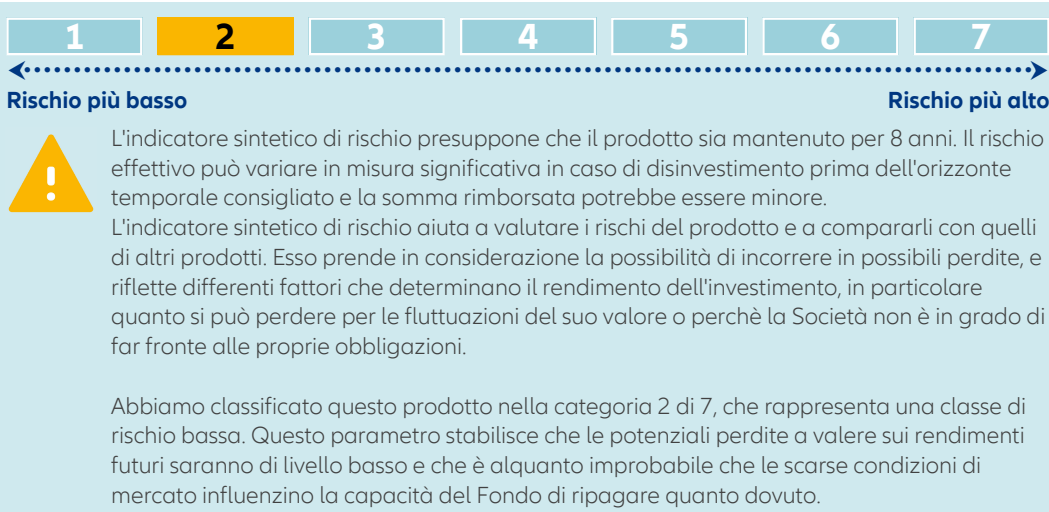 1 2 3 4 5 6 7
Rischio più basso Rischio più alto
L'indicatore sintetico di rischio presuppone che il prodotto sia mantenuto per 8 anni. Il rischio
effettivo può variare in misura significativa in caso di disinvestimento prima dell'orizzonte
temporale consigliato e la somma rimborsata potrebbe essere minore.
L'indicatore sintetico di rischio aiuta a valutare i rischi del prodotto e a compararli con quelli
di altri prodotti. Esso prende in considerazione la possibilità di incorrere in possibili perdite, e
riflette differenti fattori che determinano il rendimento dell'investimento, in particolare
quanto si può perdere per le fluttuazioni del suo valore o perchè la Società non è in grado di
far fronte alle proprie obbligazioni.
Abbiamo classificato questo prodotto nella categoria 2 di 7, che rappresenta una classe di
rischio bassa. Questo parametro stabilisce che le potenziali perdite a valere sui rendimenti
futuri saranno di livello basso e che è alquanto improbabile che le scarse condizioni di
mercato influenzino la capacità del Fondo di ripagare quanto dovuto.